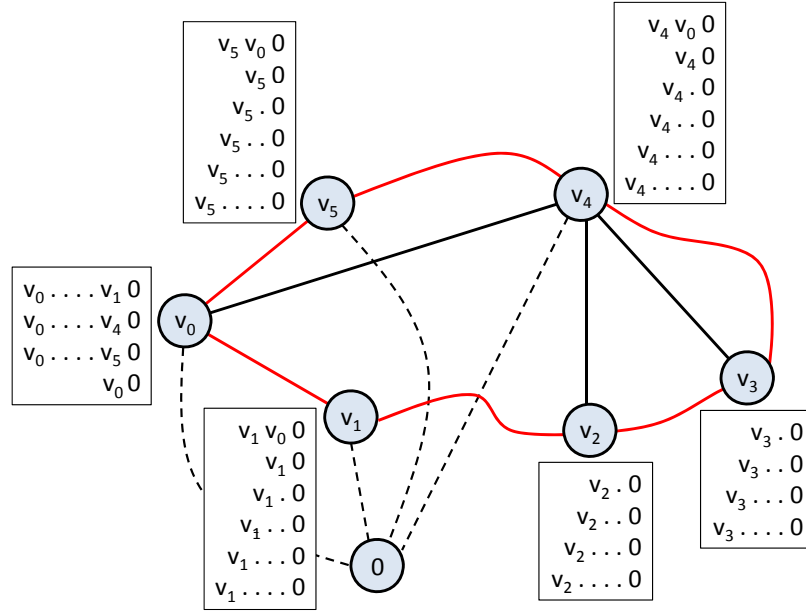 v₅ v₀ 0
v₅ 0
v₅ . 0
v₅ . . 0
v₅ . . . 0
v₅ . . . . 0
v₄ v₀ 0
v₄ 0
v₄ . 0
v₄ . . 0
v₄ . . . 0
v₄ . . . . 0
v₅
v₄
v₀ . . . . v₁ 0
v₀ . . . . v₄ 0
v₀ . . . . v₅ 0
v₀ 0
v₀
v₃
v₁
v₂
v₁ v₀ 0
v₁ 0
v₁ . 0
v₁ . . 0
v₁ . . . 0
v₁ . . . . 0
0
v₂ . 0
v₂ . . 0
v₂ . . . 0
v₂ . . . . 0
v₃ . 0
v₃ . . 0
v₃ . . . 0
v₃ . . . . 0